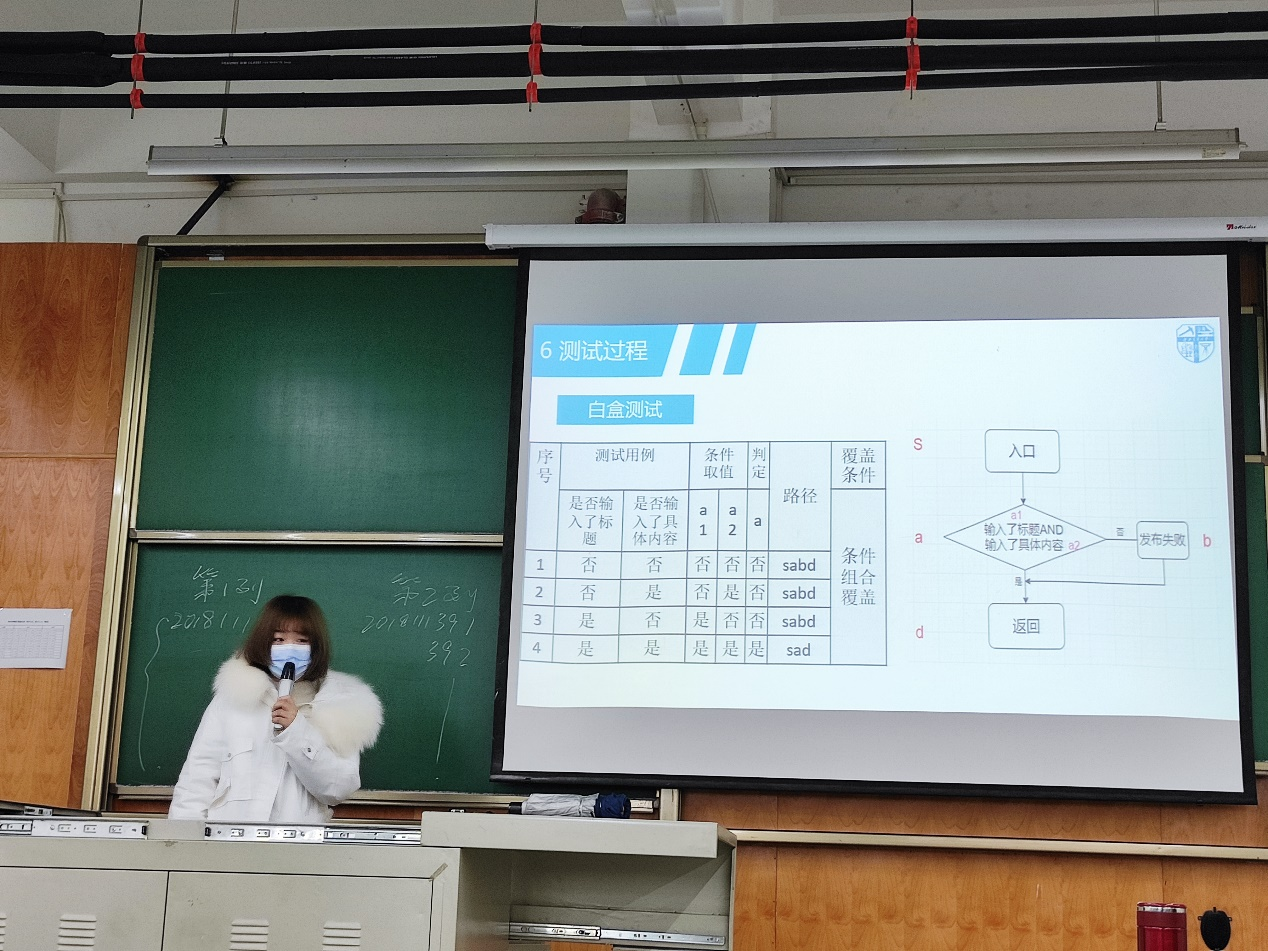 6 测试过程
白盒测试
序号 测试用例 条件取值 判定 路径 覆盖条件
是否输入了标题 是否输入了具体内容 a1 a2 a 条件组合覆盖
1 否 否 否 否 否 sabd
2 否 是 否 是 否 sabd
3 是 否 是 否 否 sabd
4 是 是 是 是 是 sad
S
入口
a
a1
输入了标题AND
输入了具体内容 a2
否
发布失败
b
是
d
返回
第1列
第2列
2018111
201811391
392